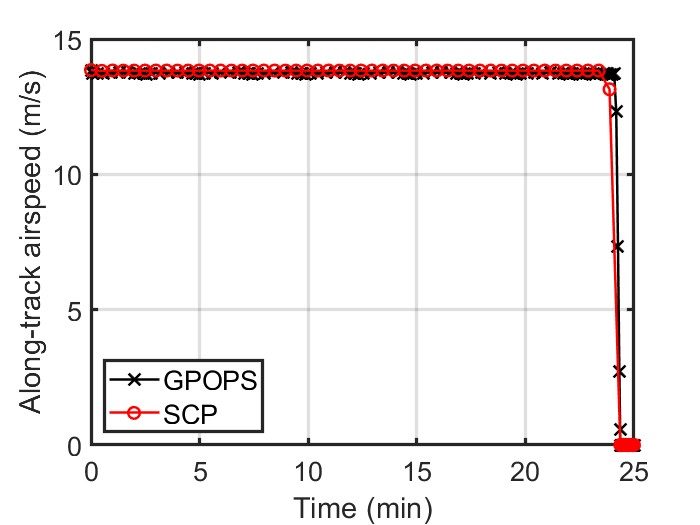 15
10
5
0
Along-track airspeed (m/s)
GPOPS
SCP
0 5 10 15 20 25
Time (min)